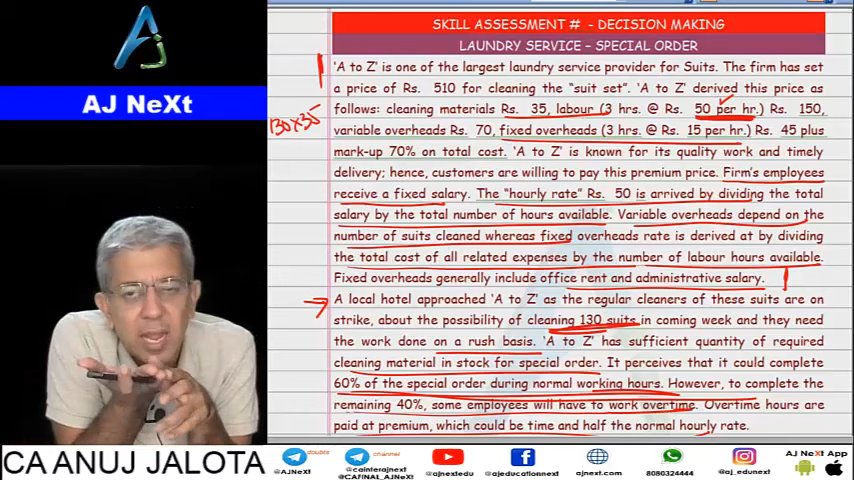 SKILL ASSESSMENT # - DECISION MAKING
LAUNDRY SERVICE – SPECIAL ORDER
AJ NeXt
130x35
'A to Z' is one of the largest laundry service provider for Suits. The firm has set
a price of Rs. 510 for cleaning the “suit set”. 'A to Z' derived this price as
follows: cleaning materials Rs. 35, labour (3 hrs. @ Rs. 50 per hr.) Rs. 150,
variable overheads Rs. 70, fixed overheads (3 hrs. @ Rs. 15 per hr.) Rs. 45 plus
mark-up 70% on total cost. 'A to Z' is known for its quality work and timely
delivery; hence, customers are willing to pay this premium price. Firm's employees
receive a fixed salary. The “hourly rate” Rs. 50 is arrived by dividing the total
salary by the total number of hours available. Variable overheads depend on the
number of suits cleaned whereas fixed overheads rate is derived at by dividing
the total cost of all related expenses by the number of labour hours available.
Fixed overheads generally include office rent and administrative salary.
A local hotel approached 'A to Z' as the regular cleaners of these suits are on
strike, about the possibility of cleaning 130 suits in coming week and they need
the work done on a rush basis. 'A to Z' has sufficient quantity of required
cleaning material in stock for special order. It perceives that it could complete
60% of the special order during normal working hours. However, to complete the
remaining 40%, some employees will have to work overtime. Overtime hours are
paid at premium, which could be time and half the normal hourly rate.
CA ANUJ JALOTA
doubts
@AJNeXt
channel
@cainterajnext
@CAFINAL_AJNeXt
@ajnextedu
@ajeducationnext
www.ajeducationnext.com
8080323744
@aj_edunext
AJ NeXt App